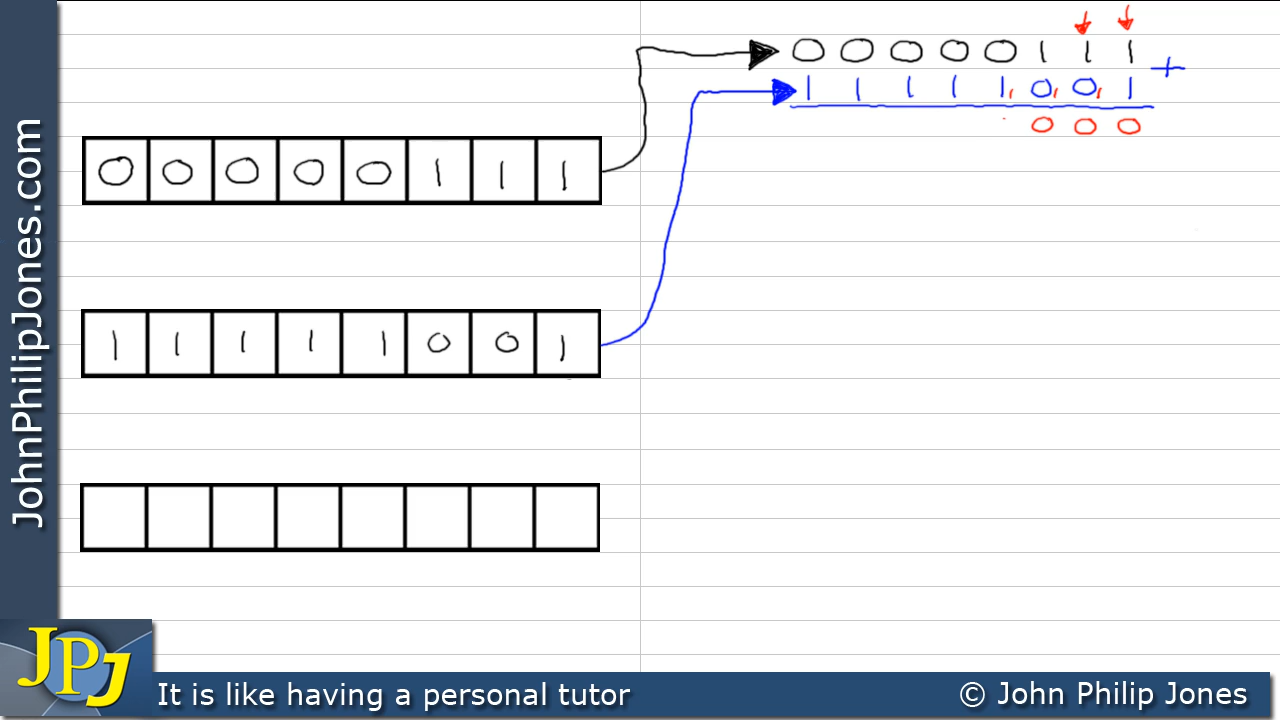 0 0 0 0 0 1 1 1
1 1 1 1 1 0 0 1 +
0 0 0
0 0 0 0 0 1 1 1
1 1 1 1 1 0 0 1
JohnPhilipJones.com
JPJ
It is like having a personal tutor
© John Philip Jones